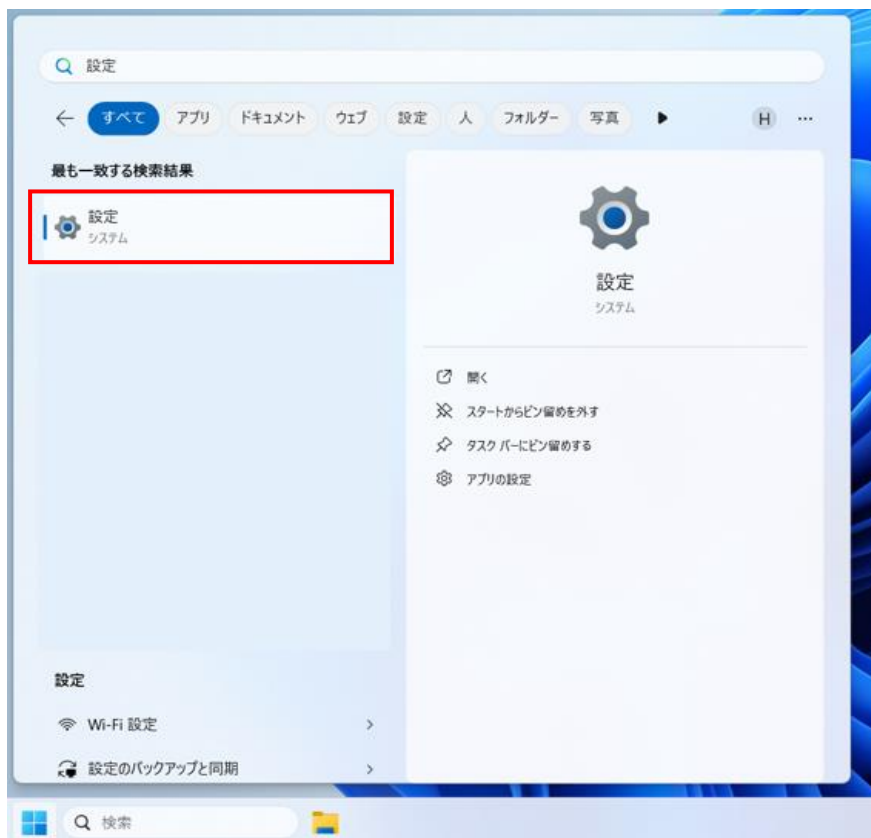 設定
すべて アプリ ドキュメント ウェブ 設定 人 フォルダー 写真 H …
最も一致する検索結果
設定
システム
設定
システム
開く
スタートからピン留めを外す
タスク バーにピン留めする
アプリの設定
設定
Wi-Fi 設定
設定のバックアップと同期
検索